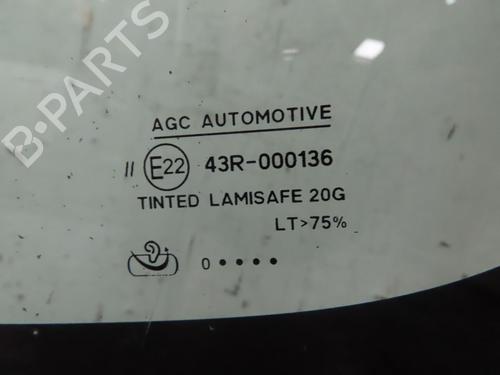 B-PARTS
AGC AUTOMOTIVE
II E22 43R-000136
TINTED LAMISAFE 20G
LT>75%
0 ••••